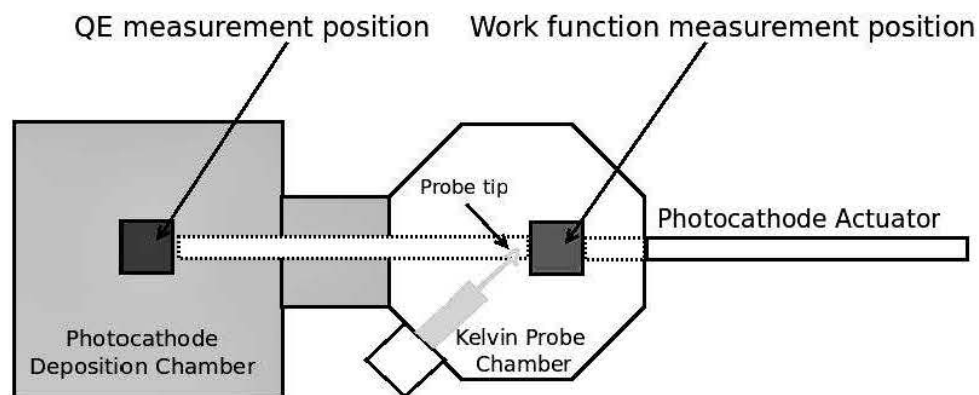 QE measurement position
Work function measurement position
Probe tip
Photocathode Actuator
Photocathode
Deposition Chamber
Kelvin Probe
Chamber